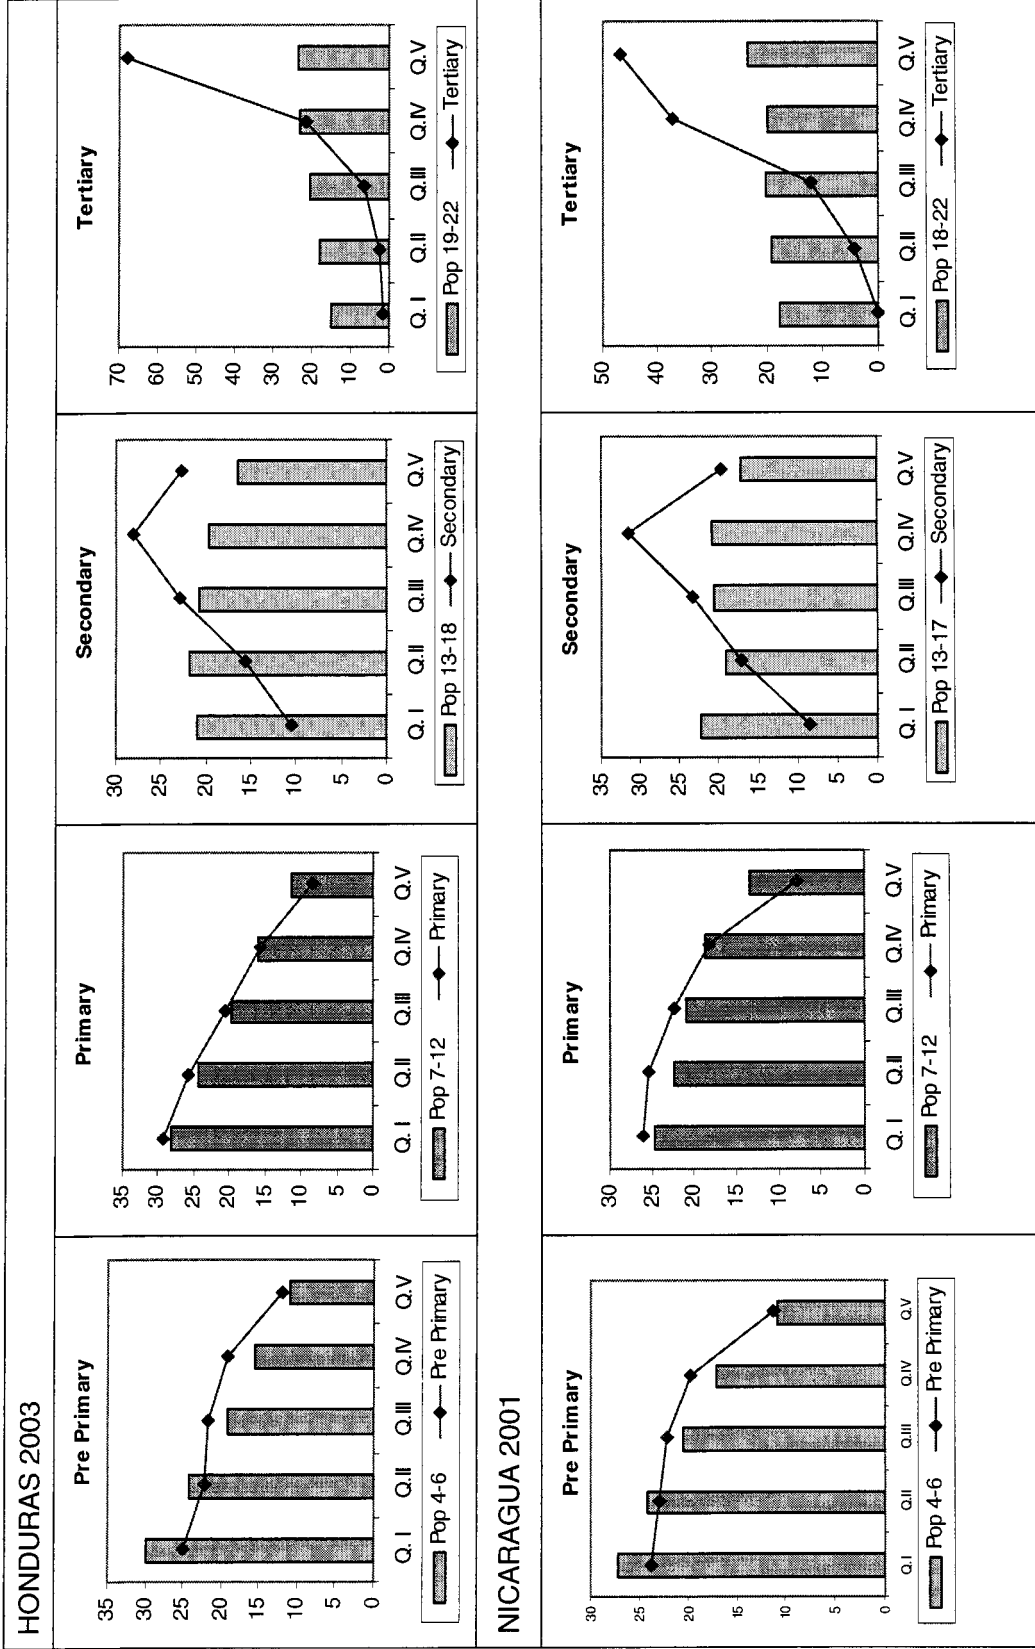 HONDURAS 2003
Pre Primary
35
30
25
20
15
10
5
0
Q. I Q.II Q.III Q.IV Q.V
Pop 4-6 Pre Primary
Primary
35
30
25
20
15
10
5
0
Q. I Q.II Q.III Q.IV Q.V
Pop 7-12 Primary
Secondary
30
25
20
15
10
5
0
Q. I Q.II Q.III Q.IV Q.V
Pop 13-18 Secondary
Tertiary
70
60
50
40
30
20
10
0
Q. I Q.II Q.III Q.IV Q.V
Pop 19-22 Tertiary
NICARAGUA 2001
Pre Primary
30
25
20
15
10
5
0
Q.I Q.II Q.III Q.IV Q.V
Pop 4-6 Pre Primary
Primary
30
25
20
15
10
5
0
Q. I Q.II Q.III Q.IV Q.V
Pop 7-12 Primary
Secondary
35
30
25
20
15
10
5
0
Q. I Q.II Q.III Q.IV Q.V
Pop 13-17 Secondary
Tertiary
50
40
30
20
10
0
Q. I Q.II Q.III Q.IV Q.V
Pop 18-22 Tertiary